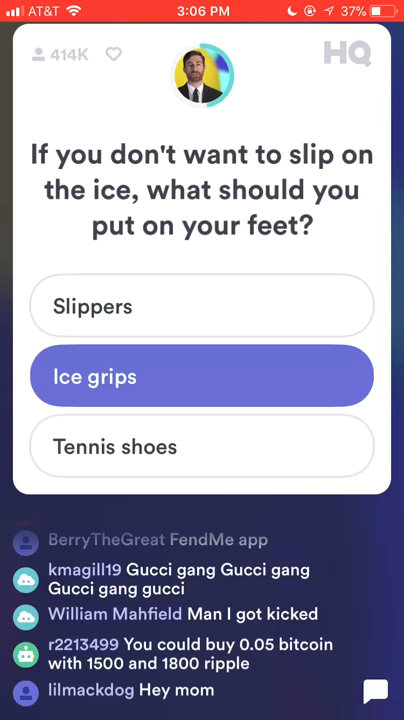 AT&T 3:06 PM 37%
414K HQ
If you don't want to slip on
the ice, what should you
put on your feet?
Slippers
Ice grips
Tennis shoes
BerryTheGreat FendMe app
kmagill19 Gucci gang Gucci gang
Gucci gang gucci
William Mahfield Man I got kicked
r2213499 You could buy 0.05 bitcoin
with 1500 and 1800 ripple
lilmackdog Hey mom